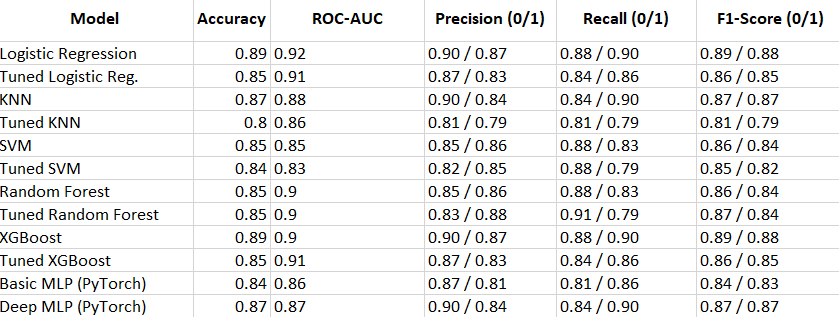 Model Accuracy ROC-AUC Precision (0/1) Recall (0/1) F1-Score (0/1)
Logistic Regression 0.89 0.92 0.90 / 0.87 0.88 / 0.90 0.89 / 0.88
Tuned Logistic Reg. 0.85 0.91 0.87 / 0.83 0.84 / 0.86 0.86 / 0.85
KNN 0.87 0.88 0.90 / 0.84 0.84 / 0.90 0.87 / 0.87
Tuned KNN 0.8 0.86 0.81 / 0.79 0.81 / 0.79 0.81 / 0.79
SVM 0.85 0.85 0.85 / 0.86 0.88 / 0.83 0.86 / 0.84
Tuned SVM 0.84 0.83 0.82 / 0.85 0.88 / 0.79 0.85 / 0.82
Random Forest 0.85 0.9 0.85 / 0.86 0.88 / 0.83 0.86 / 0.84
Tuned Random Forest 0.85 0.9 0.83 / 0.88 0.91 / 0.79 0.87 / 0.84
XGBoost 0.89 0.9 0.90 / 0.87 0.88 / 0.90 0.89 / 0.88
Tuned XGBoost 0.85 0.91 0.87 / 0.83 0.84 / 0.86 0.86 / 0.85
Basic MLP (PyTorch) 0.84 0.86 0.87 / 0.81 0.81 / 0.86 0.84 / 0.83
Deep MLP (PyTorch) 0.87 0.87 0.90 / 0.84 0.84 / 0.90 0.87 / 0.87